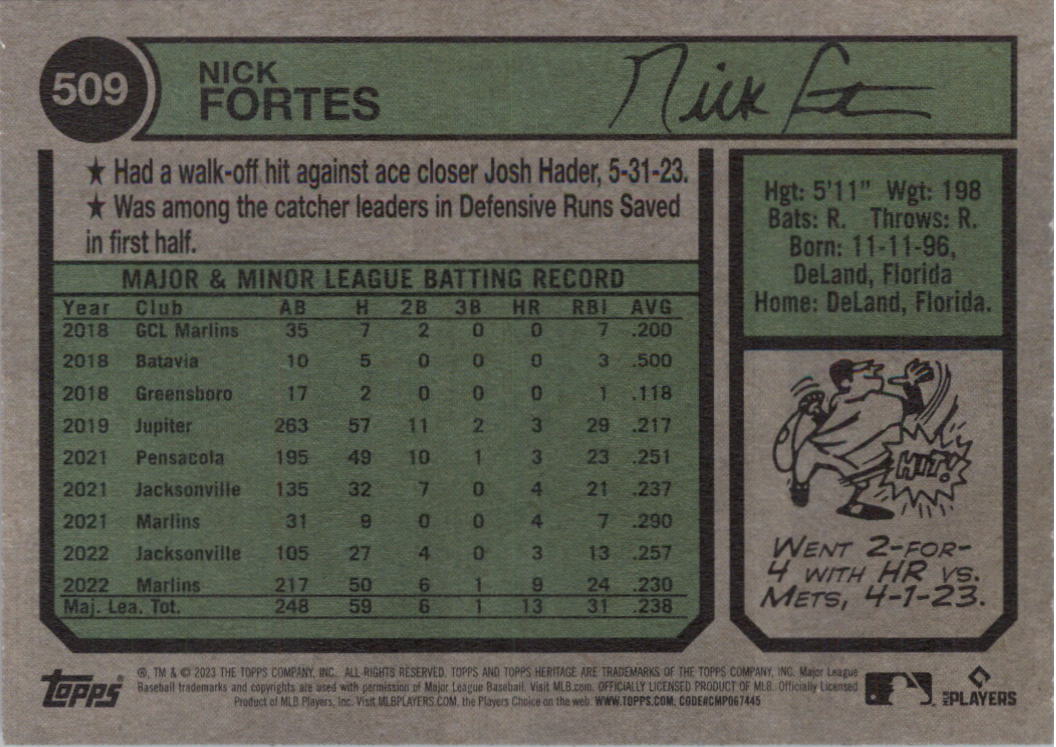 509
NICK
FORTES
Nick Fortes
★ Had a walk-off hit against ace closer Josh Hader, 5-31-23.
★ Was among the catcher leaders in Defensive Runs Saved
in first half.
MAJOR & MINOR LEAGUE BATTING RECORD
Year Club AB H 2B 3B HR RBI AVG
2018 GCL Marlins 35 7 2 0 0 7 .200
2018 Batavia 10 5 0 0 0 3 .500
2018 Greensboro 17 2 0 0 0 1 .118
2019 Jupiter 263 57 11 2 3 29 .217
2021 Pensacola 195 49 10 1 3 23 .251
2021 Jacksonville 135 32 7 0 4 21 .237
2021 Marlins 31 9 0 0 4 7 .290
2022 Jacksonville 105 27 4 0 3 13 .257
2022 Marlins 217 50 6 1 9 24 .230
Maj. Lea. Tot. 248 59 6 1 13 31 .238
Hgt: 5'11" Wgt: 198
Bats: R. Throws: R.
Born: 11-11-96,
DeLand, Florida
Home: DeLand, Florida.
HIT!
WENT 2-FOR-
4 WITH HR VS.
METS, 4-1-23.
topps
®, TM & © 2023 THE TOPPS COMPANY, INC. ALL RIGHTS RESERVED. TOPPS AND TOPPS HERITAGE ARE TRADEMARKS OF THE TOPPS COMPANY, INC. Major League
Baseball trademarks and copyrights are used with permission of Major League Baseball. Visit MLB.com. OFFICIALLY LICENSED PRODUCT OF MLB. Officially Licensed
Product of MLB Players, Inc. Visit MLBPLAYERS.COM, the Players Choice on the web. WWW.TOPPS.COM. CODE#CMP067445
MLB PLAYERS